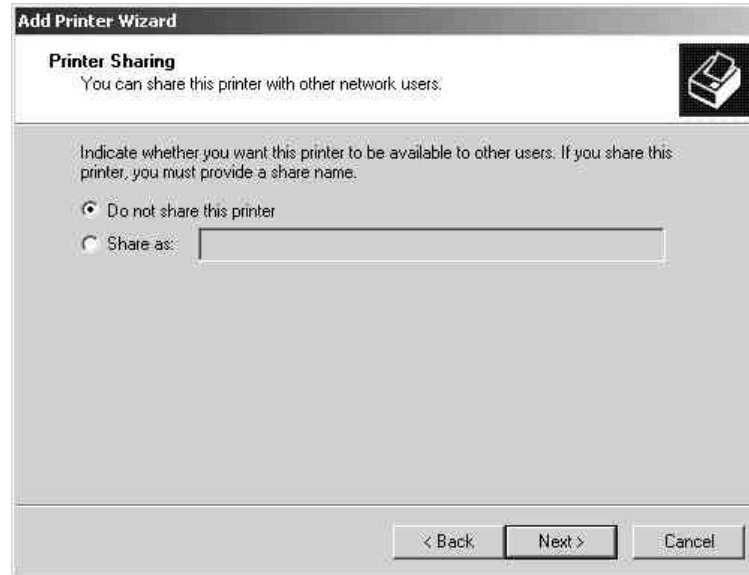 Add Printer Wizard
Printer Sharing
You can share this printer with other network users.
Indicate whether you want this printer to be available to other users. If you share this
printer, you must provide a share name.
Do not share this printer
Share as:
< Back
Next >
Cancel